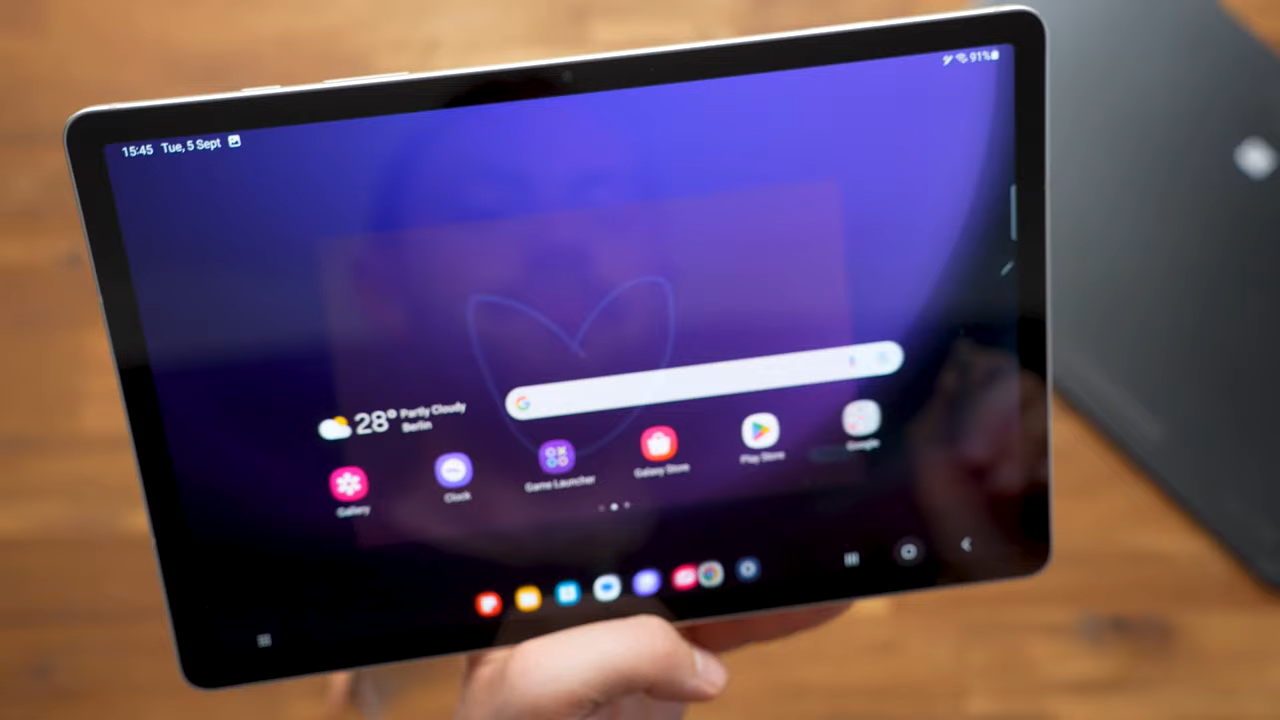 15:45 Tue, 5 Sept
91%
28° Partly Cloudy
Berlin
Gallery
Clock
Game Launcher
Galaxy Store
Play Store
Google